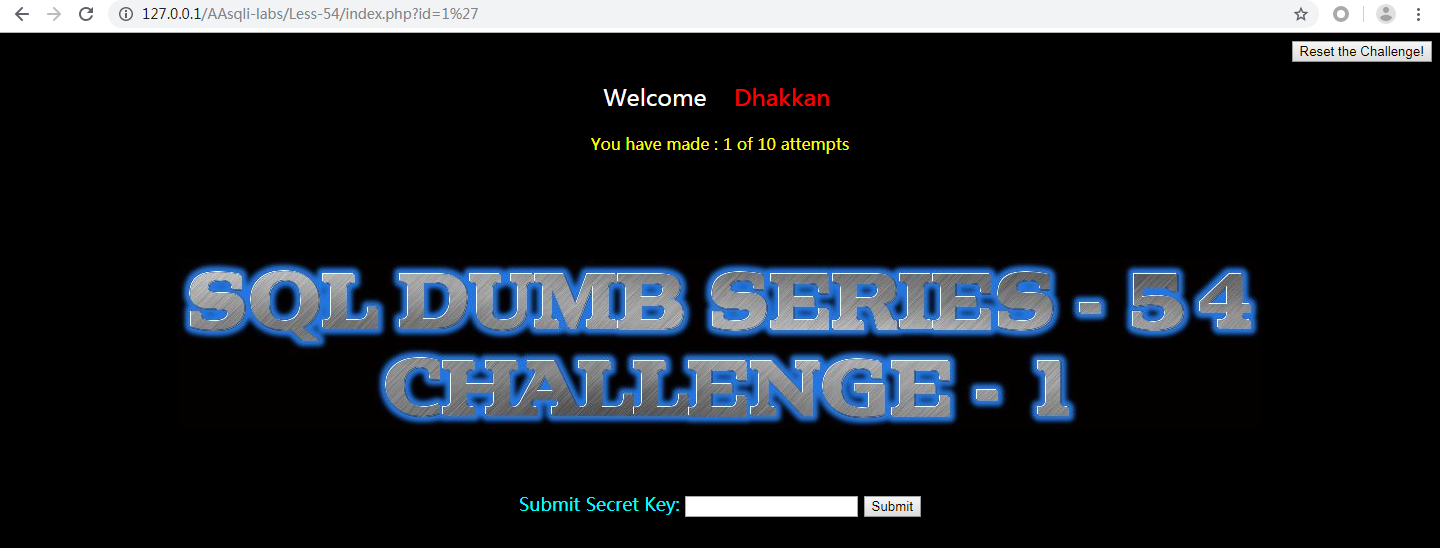 127.0.0.1/AAsqli-labs/Less-54/index.php?id=1%27
Reset the Challenge!
Welcome Dhakkan
You have made : 1 of 10 attempts
SQL DUMB SERIES - 54
CHALLENGE - 1
Submit Secret Key: Submit